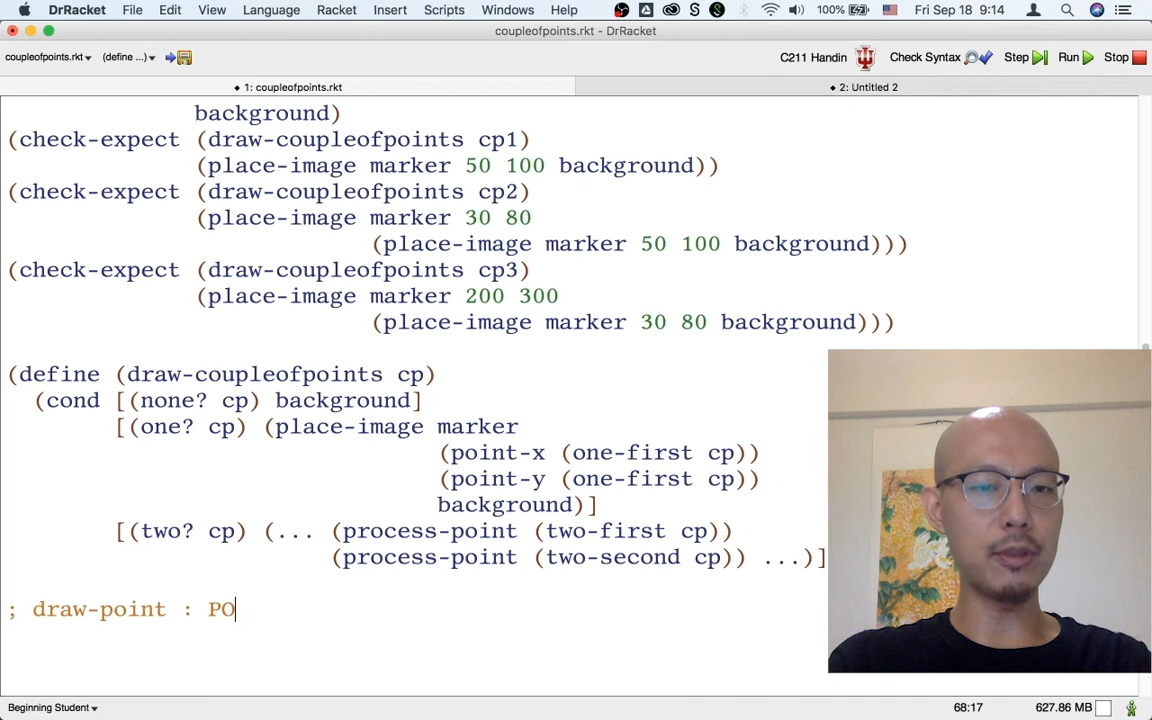 DrRacket File Edit View Language Racket Insert Scripts Windows Help 100% Fri Sep 18 9:14
coupleofpoints.rkt - DrRacket
coupleofpoints.rkt (define ...) C211 Handin Check Syntax Step Run Stop
1: coupleofpoints.rkt 2: Untitled 2
background)
(check-expect (draw-coupleofpoints cp1)
(place-image marker 50 100 background))
(check-expect (draw-coupleofpoints cp2)
(place-image marker 30 80
(place-image marker 50 100 background)))
(check-expect (draw-coupleofpoints cp3)
(place-image marker 200 300
(place-image marker 30 80 background)))
(define (draw-coupleofpoints cp)
(cond [(none? cp) background]
[(one? cp) (place-image marker
(point-x (one-first cp))
(point-y (one-first cp))
background)]
[(two? cp) (... (process-point (two-first cp))
(process-point (two-second cp)) ...)]
; draw-point : PO
Beginning Student 68:17 627.86 MB